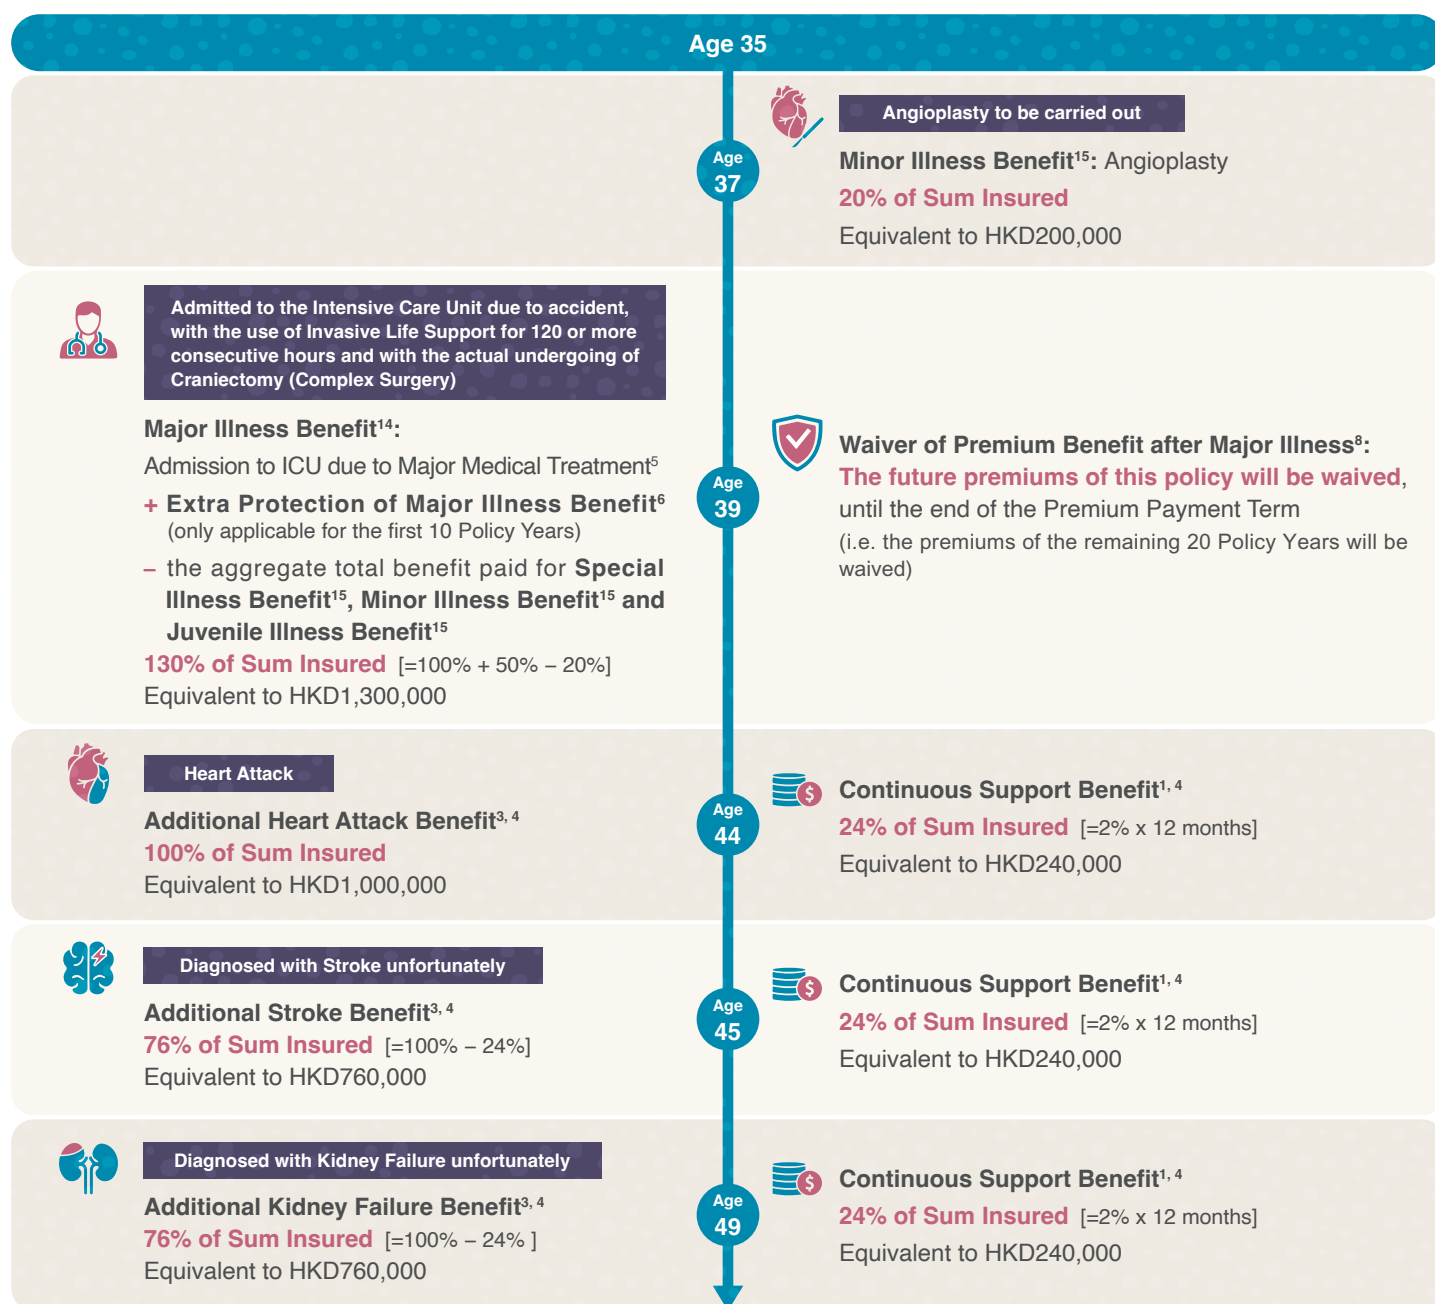 Age 35
Age
37
Angioplasty to be carried out
Minor Illness Benefit¹⁵: Angioplasty
20% of Sum Insured
Equivalent to HKD200,000
Admitted to the Intensive Care Unit due to accident,
with the use of Invasive Life Support for 120 or more
consecutive hours and with the actual undergoing of
Craniectomy (Complex Surgery)
Major Illness Benefit¹⁴:
Admission to ICU due to Major Medical Treatment⁵
+ Extra Protection of Major Illness Benefit⁶
(only applicable for the first 10 Policy Years)
– the aggregate total benefit paid for Special
Illness Benefit¹⁵, Minor Illness Benefit¹⁵ and
Juvenile Illness Benefit¹⁵
130% of Sum Insured [=100% + 50% – 20%]
Equivalent to HKD1,300,000
Age
39
Waiver of Premium Benefit after Major Illness⁸:
The future premiums of this policy will be waived,
until the end of the Premium Payment Term
(i.e. the premiums of the remaining 20 Policy Years will be
waived)
Heart Attack
Additional Heart Attack Benefit³, ⁴
100% of Sum Insured
Equivalent to HKD1,000,000
Age
44
Continuous Support Benefit¹, ⁴
24% of Sum Insured [=2% x 12 months]
Equivalent to HKD240,000
Diagnosed with Stroke unfortunately
Additional Stroke Benefit³, ⁴
76% of Sum Insured [=100% – 24%]
Equivalent to HKD760,000
Age
45
Continuous Support Benefit¹, ⁴
24% of Sum Insured [=2% x 12 months]
Equivalent to HKD240,000
Diagnosed with Kidney Failure unfortunately
Additional Kidney Failure Benefit³, ⁴
76% of Sum Insured [=100% – 24% ]
Equivalent to HKD760,000
Age
49
Continuous Support Benefit¹, ⁴
24% of Sum Insured [=2% x 12 months]
Equivalent to HKD240,000